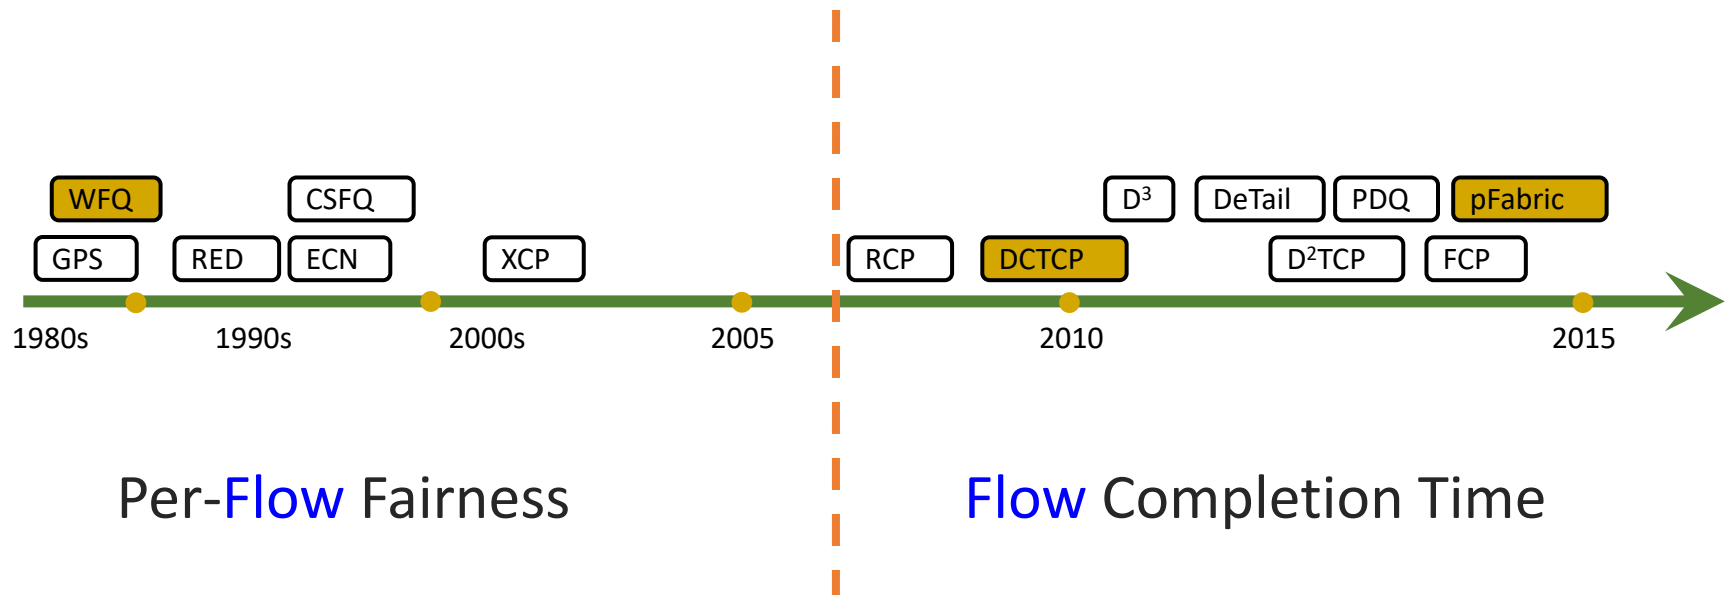 WFQ CSFQ D³ DeTail PDQ pFabric
GPS RED ECN XCP RCP DCTCP D²TCP FCP
1980s 1990s 2000s 2005 2010 2015
Per-Flow Fairness Flow Completion Time